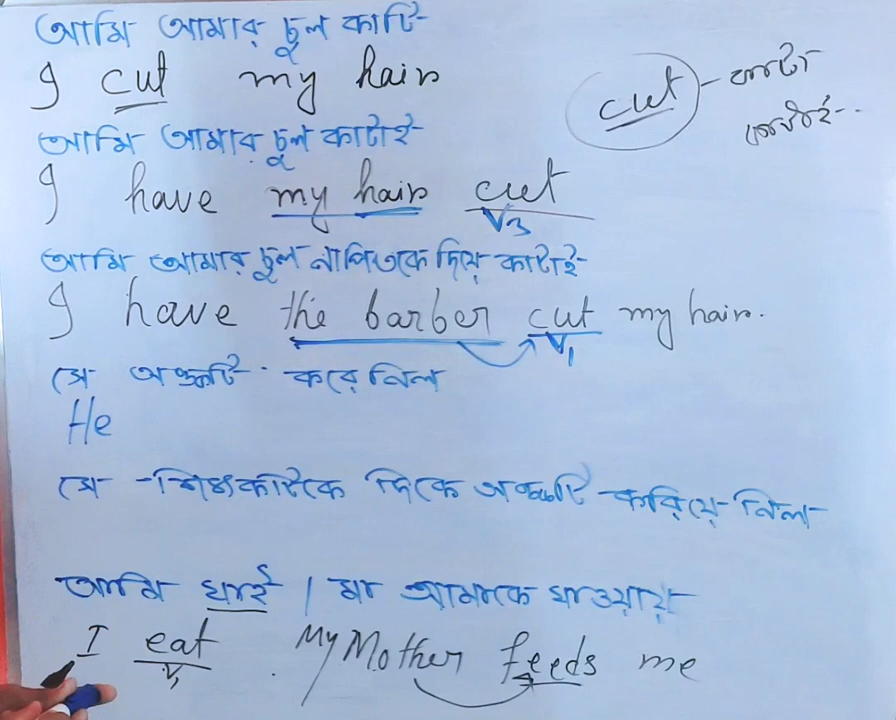 আমি আমার চুল কাটি-
I cut my hair
cut - কাটা
আমি আমার চুল কাটাই-
I have my hair cut
V3
আমি আমার চুল নাপিতকে দিয়ে কাটাই-
I have the barber cut my hair.
V1
সে অঙ্কটি করে নিল
He
সে শিক্ষকটিকে দিকে অঙ্কটি করিয়ে নিল
আমি খাই / মা আমাকে খাওয়ায়
I eat. My Mother feeds me